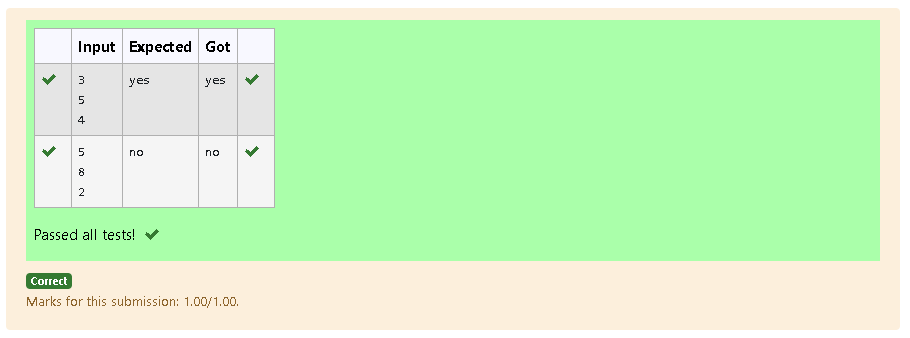 Input Expected Got
3 yes yes
5
4
5 no no
8
2
Passed all tests!
Correct
Marks for this submission: 1.00/1.00.